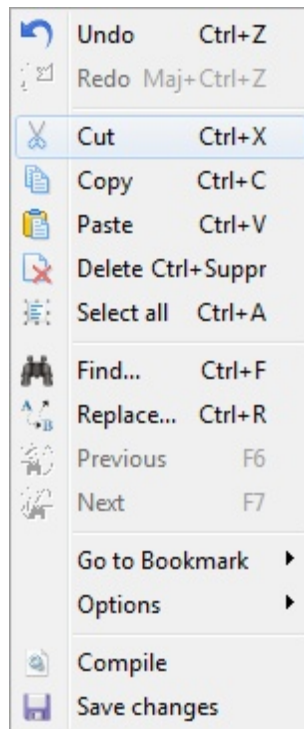 Undo Ctrl+Z
Redo Maj+Ctrl+Z
Cut Ctrl+X
Copy Ctrl+C
Paste Ctrl+V
Delete Ctrl+Suppr
Select all Ctrl+A
Find... Ctrl+F
Replace... Ctrl+R
Previous F6
Next F7
Go to Bookmark
Options
Compile
Save changes